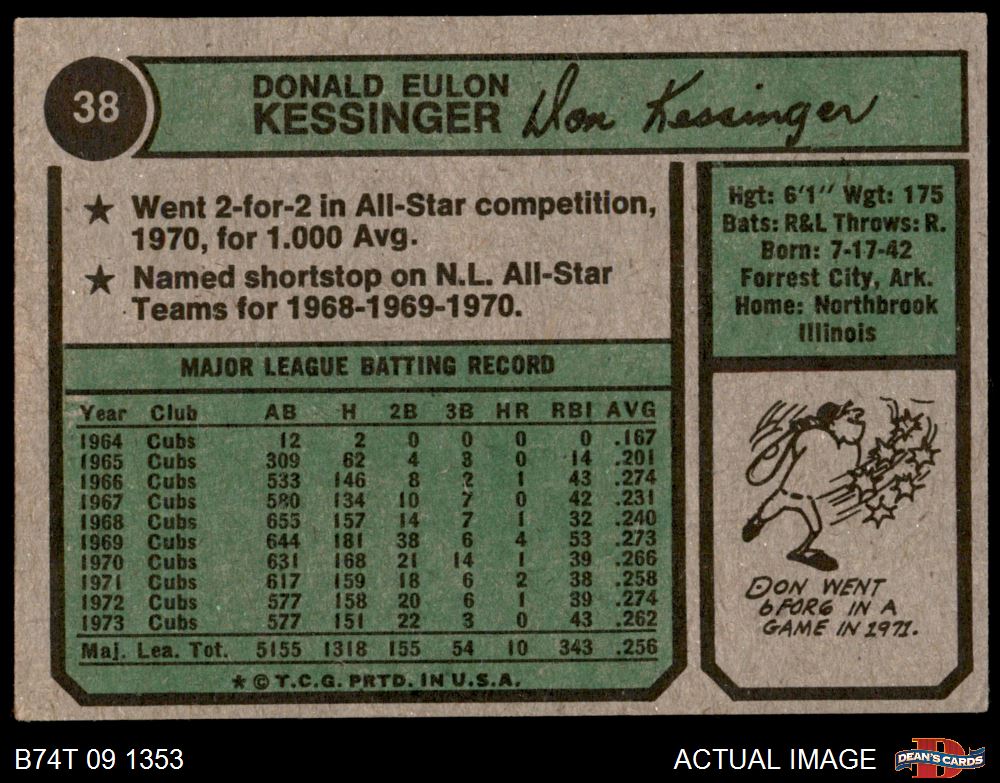 38
DONALD EULON
KESSINGER
Don Kessinger
★ Went 2-for-2 in All-Star competition,
1970, for 1.000 Avg.
★ Named shortstop on N.L. All-Star
Teams for 1968-1969-1970.
Hgt: 6'1" Wgt: 175
Bats: R&L Throws: R.
Born: 7-17-42
Forrest City, Ark.
Home: Northbrook
Illinois
MAJOR LEAGUE BATTING RECORD
Year Club AB H 2B 3B HR RBI AVG
1964 Cubs 12 2 0 0 0 0 .167
1965 Cubs 309 62 4 3 0 14 .201
1966 Cubs 533 146 8 2 1 43 .274
1967 Cubs 580 134 10 7 0 42 .231
1968 Cubs 655 157 14 7 1 32 .240
1969 Cubs 644 181 38 6 4 53 .273
1970 Cubs 631 168 21 14 1 39 .266
1971 Cubs 617 159 18 6 2 38 .258
1972 Cubs 577 158 20 6 1 39 .274
1973 Cubs 577 151 22 3 0 43 .262
Maj. Lea. Tot. 5155 1318 155 54 10 343 .256
★ © T.C.G. PRTD. IN U.S.A.
DON WENT
6 FOR 6 IN A
GAME IN 1971.
B74T 09 1353
ACTUAL IMAGE
D
DEAN'S CARDS